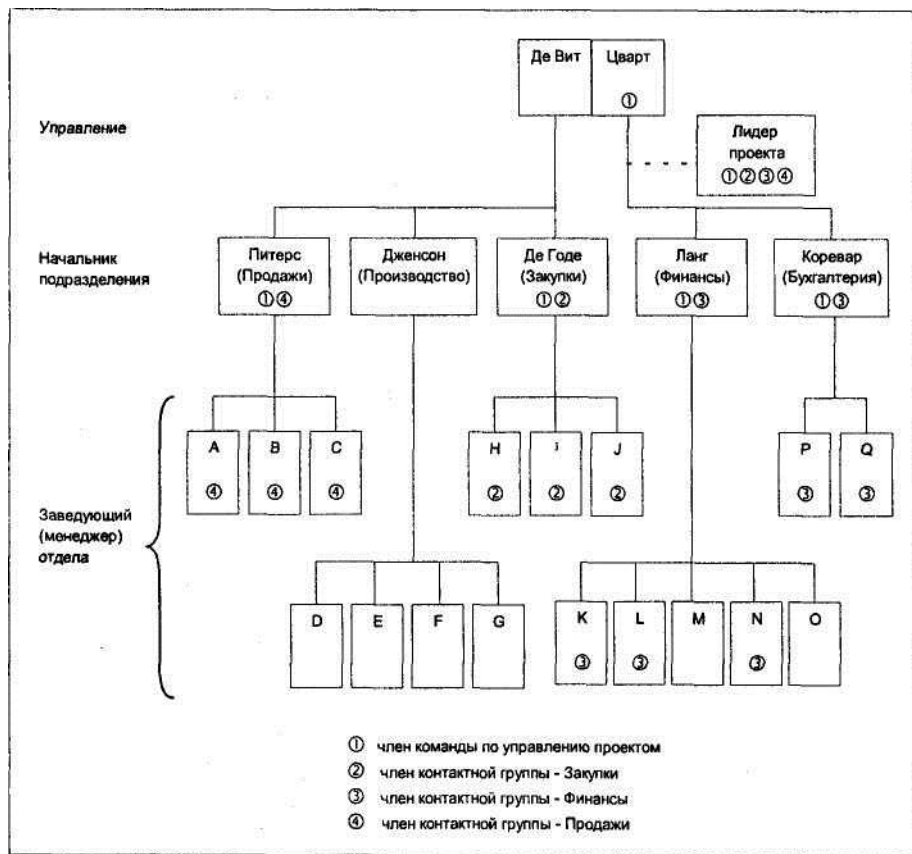 Де Вит Цварт
①
Управление
Лидер
проекта
①②③④
Начальник
подразделения
Питерс
(Продажи)
①④
Дженсон
(Производство)
Де Годе
(Закупки)
①②
Ланг
(Финансы)
①③
Коревар
(Бухгалтерия)
①③
A B C
④ ④ ④
H i J
② ② ②
P Q
③ ③
Заведующий
(менеджер)
отдела
D E F G
K L M N O
③ ③ ③
① член команды по управлению проектом
② член контактной группы - Закупки
③ член контактной группы - Финансы
④ член контактной группы - Продажи